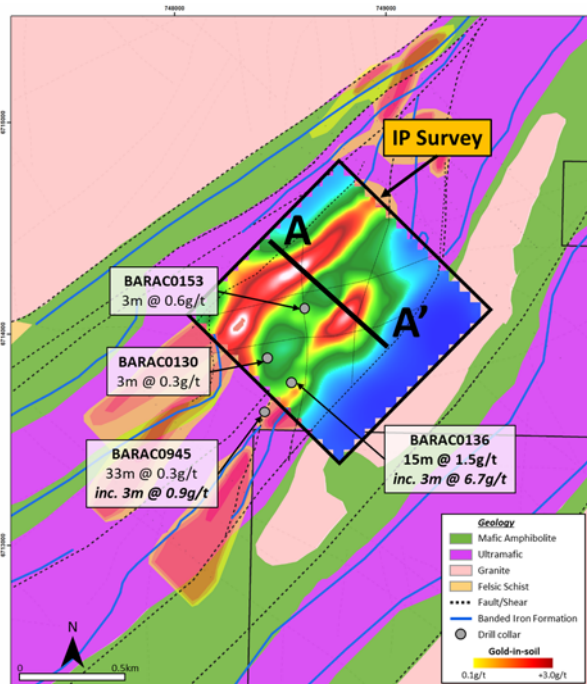 748000
749000
6715000
IP Survey
A
BARAC0153
3m @ 0.6g/t
A'
6714000
BARAC0130
3m @ 0.3g/t
BARAC0945
33m @ 0.3g/t
inc. 3m @ 0.9g/t
BARAC0136
15m @ 1.5g/t
inc. 3m @ 6.7g/t
6713000
Geology
Mafic Amphibolite
Ultramafic
Granite
Felsic Schist
Fault/Shear
Banded Iron Formation
Drill collar
Gold-in-soil
0.1g/t
+3.0g/t
N
0
0.5km